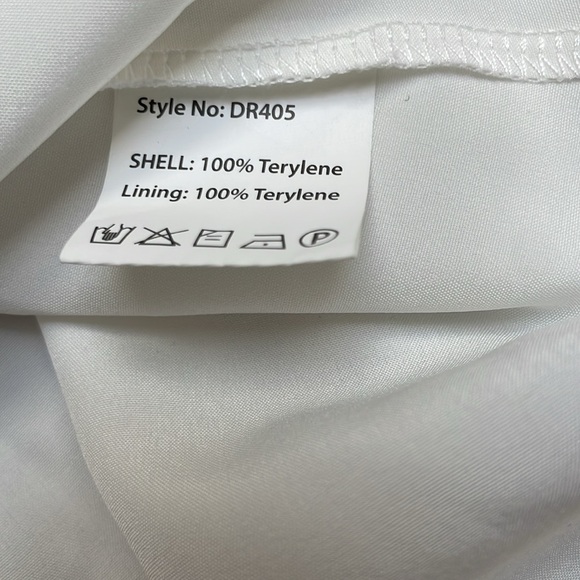 Style No: DR405
SHELL: 100% Terylene
Lining: 100% Terylene
P